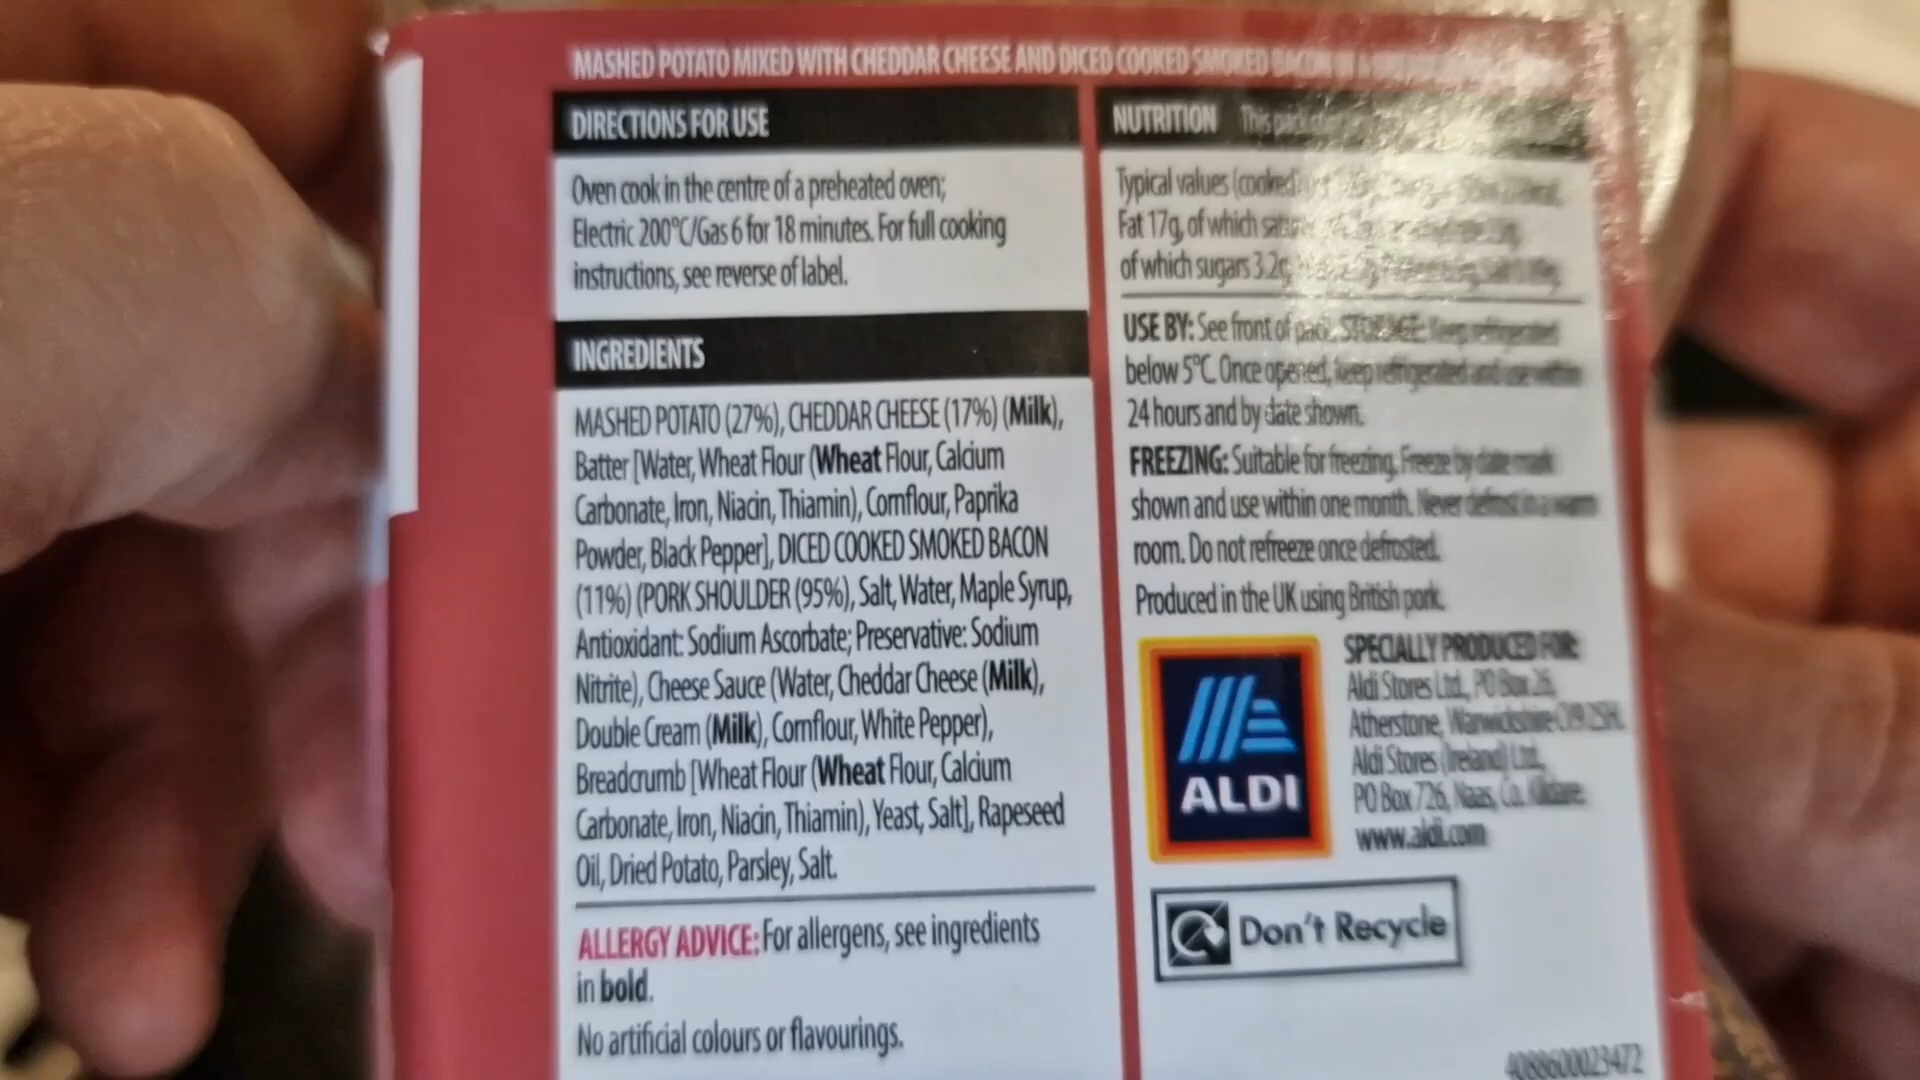 MASHED POTATO MIXED WITH CHEDDAR CHEESE AND DICED COOKED SMOKED BACON
DIRECTIONS FOR USE
Oven cook in the centre of a preheated oven;
Electric 200°C/Gas 6 for 18 minutes. For full cooking
instructions, see reverse of label.
INGREDIENTS
MASHED POTATO (27%), CHEDDAR CHEESE (17%) (Milk),
Batter [Water, Wheat Flour (Wheat Flour, Calcium
Carbonate, Iron, Niacin, Thiamin), Cornflour, Paprika
Powder, Black Pepper], DICED COOKED SMOKED BACON
(11%) (PORK SHOULDER (95%), Salt, Water, Maple Syrup,
Antioxidant: Sodium Ascorbate; Preservative: Sodium
Nitrite), Cheese Sauce (Water, Cheddar Cheese (Milk),
Double Cream (Milk), Cornflour, White Pepper),
Breadcrumb [Wheat Flour (Wheat Flour, Calcium
Carbonate, Iron, Niacin, Thiamin), Yeast, Salt], Rapeseed
Oil, Dried Potato, Parsley, Salt.
ALLERGY ADVICE: For allergens, see ingredients
in bold.
No artificial colours or flavourings.
NUTRITION This pack
Typical values (cooked)
Fat 17g, of which
of which sugars 3.2g,
USE BY: See front of pack. STORAGE: Keep refrigerated
below 5°C. Once opened, keep refrigerated and use within
24 hours and by date shown.
FREEZING: Suitable for freezing. Freeze by date mark
shown and use within one month. Never defrost in a warm
room. Do not refreeze once defrosted.
Produced in the UK using British pork.
SPECIALLY PRODUCED FOR:
Aldi Stores Ltd., PO Box 26,
Atherstone, Warwickshire CV9 2SH.
Aldi Stores (Ireland) Ltd.,
PO Box 726, Naas, Co. Kildare.
www.aldi.com
ALDI
Don't Recycle
4088600023472